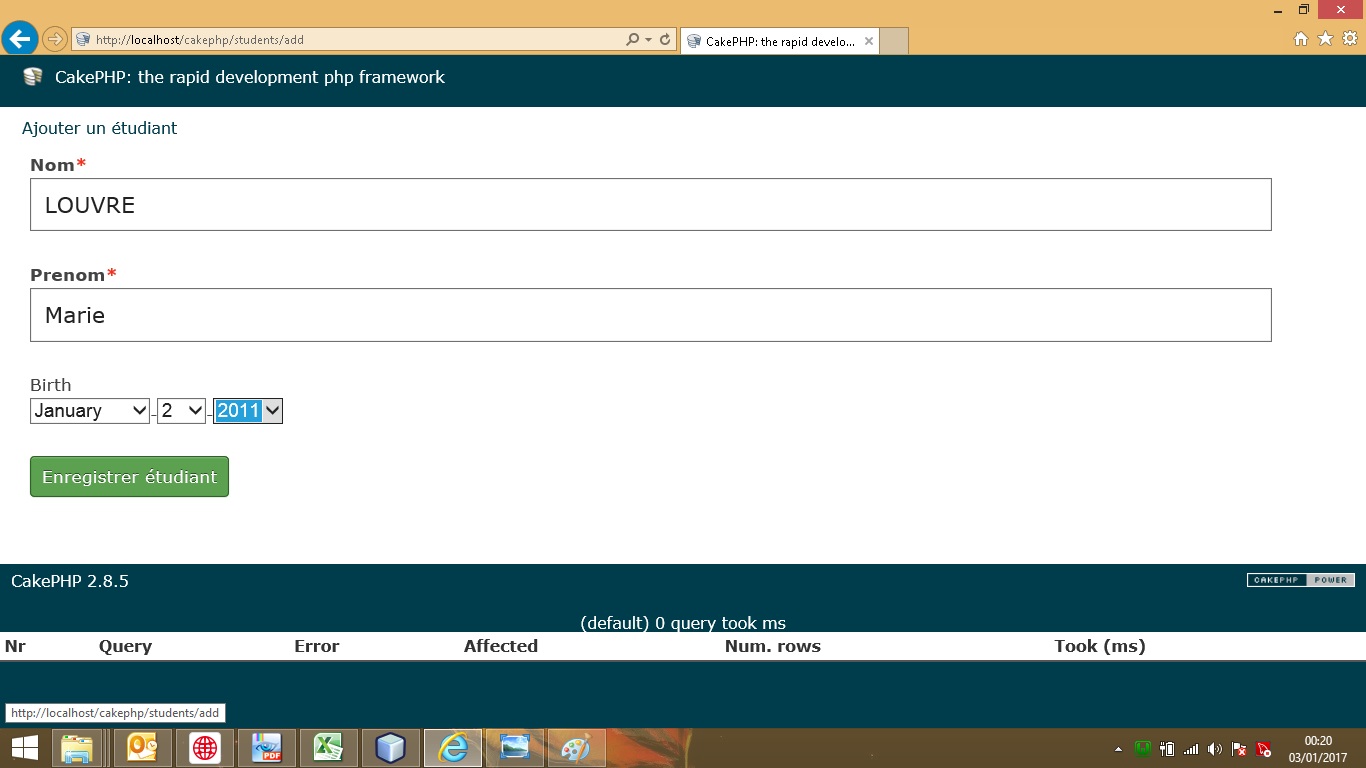 http://localhost/cakephp/students/add
CakePHP: the rapid develo...
CakePHP: the rapid development php framework
Ajouter un étudiant
Nom*
LOUVRE
Prenom*
Marie
Birth
January - 2 - 2011
Enregistrer étudiant
CakePHP 2.8.5
CAKEPHP POWER
(default) 0 query took ms
Nr Query Error Affected Num. rows Took (ms)
http://localhost/cakephp/students/add
PDF
00:20
03/01/2017